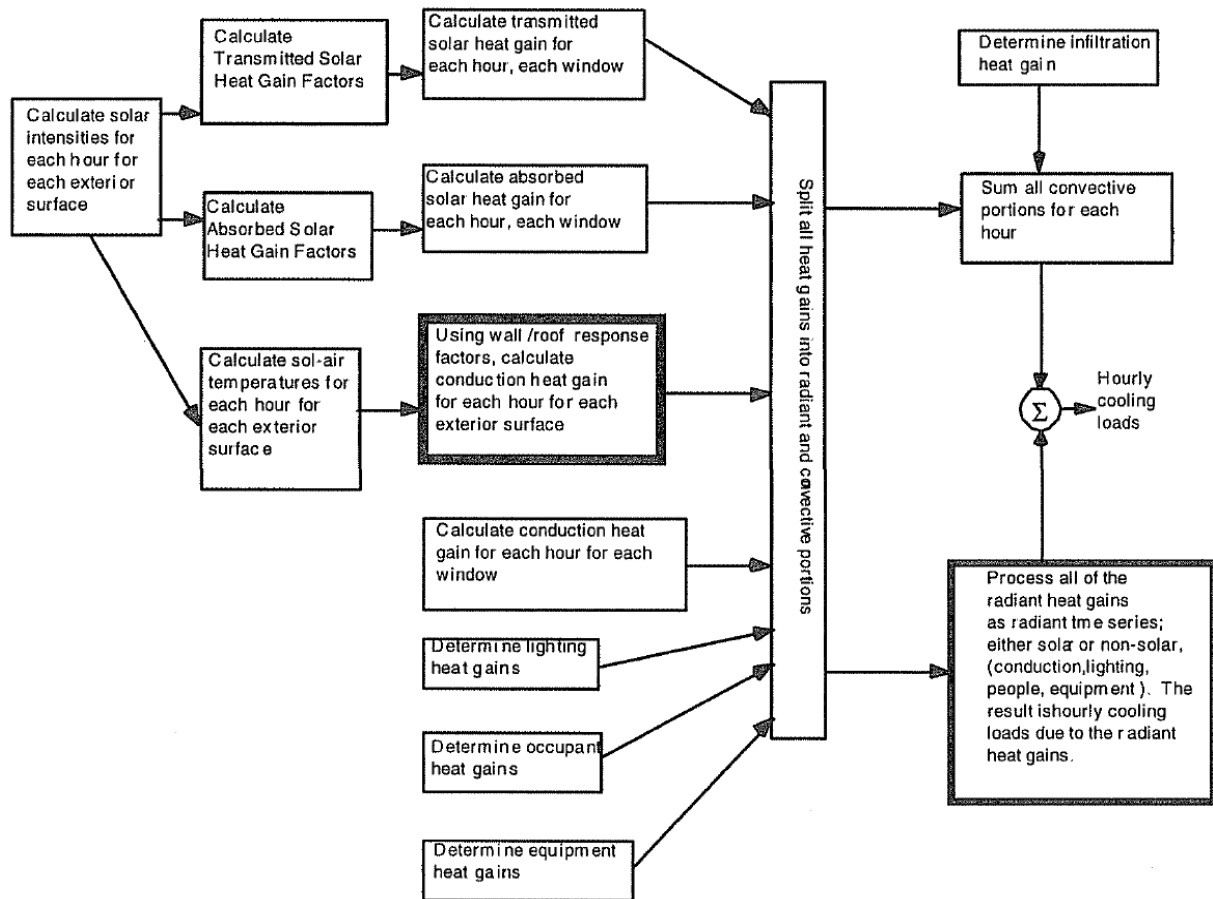 Calculate solar
intensities for
each hour for
each exterior
surface
Calculate
Transmitted Solar
Heat Gain Factors
Calculate transmitted
solar heat gain for
each hour, each window
Calculate
Absorbed Solar
Heat Gain Factors
Calculate absorbed
solar heat gain for
each hour, each window
Calculate sol-air
temperatures for
each hour for
each exterior
surface
Using wall /roof response
factors, calculate
conduction heat gain
for each hour for each
exterior surface
Calculate conduction heat
gain for each hour for each
window
Determine lighting
heat gains
Determine occupant
heat gains
Determine equipment
heat gains
Split all heat gains into radiant and covective portions
Determine infiltration
heat gain
Sum all convective
portions for each
hour
Σ
Hourly
cooling
loads
Process all of the
radiant heat gains
as radiant tme series;
either solar or non-solar,
(conduction,lighting,
people, equipment ). The
result ishourly cooling
loads due to the radiant
heat gains.